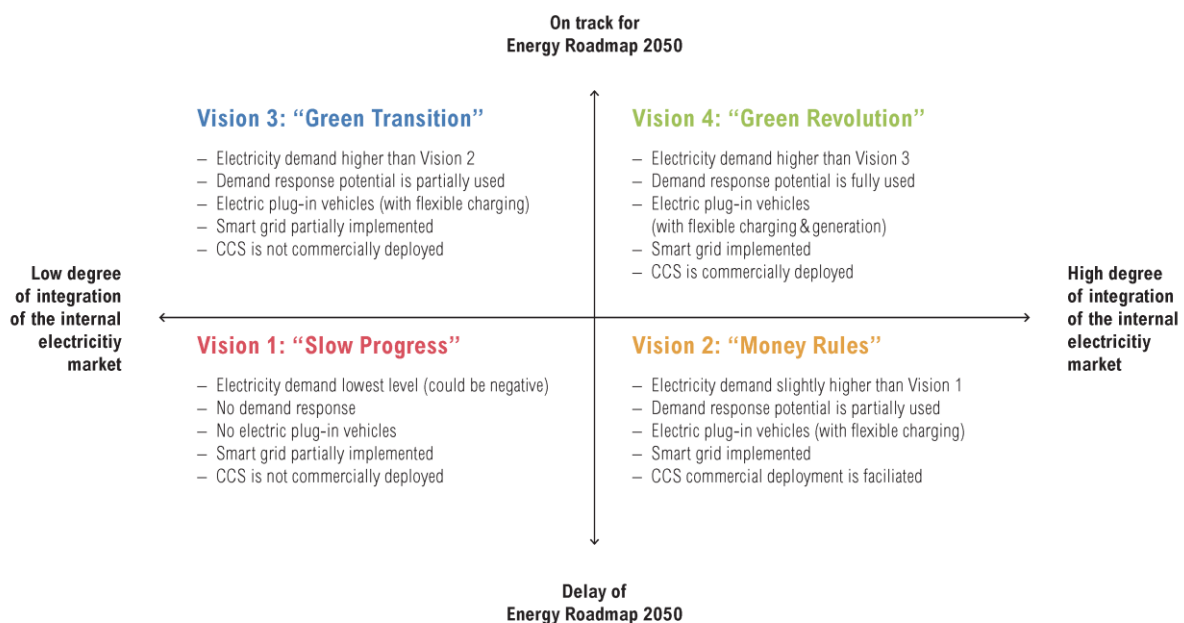 On track for
Energy Roadmap 2050
Vision 3: “Green Transition”
– Electricity demand higher than Vision 2
– Demand response potential is partially used
– Electric plug-in vehicles (with flexible charging)
– Smart grid partially implemented
– CCS is not commercially deployed
Vision 4: “Green Revolution”
– Electricity demand higher than Vision 3
– Demand response potential is fully used
– Electric plug-in vehicles
(with flexible charging & generation)
– Smart grid implemented
– CCS is commercially deployed
Low degree
of integration
of the internal
electricitiy
market
High degree
of integration
of the internal
electricitiy
market
Vision 1: “Slow Progress”
– Electricity demand lowest level (could be negative)
– No demand response
– No electric plug-in vehicles
– Smart grid partially implemented
– CCS is not commercially deployed
Vision 2: “Money Rules”
– Electricity demand slightly higher than Vision 1
– Demand response potential is partially used
– Electric plug-in vehicles (with flexible charging)
– Smart grid implemented
– CCS commercial deployment is faciliated
Delay of
Energy Roadmap 2050